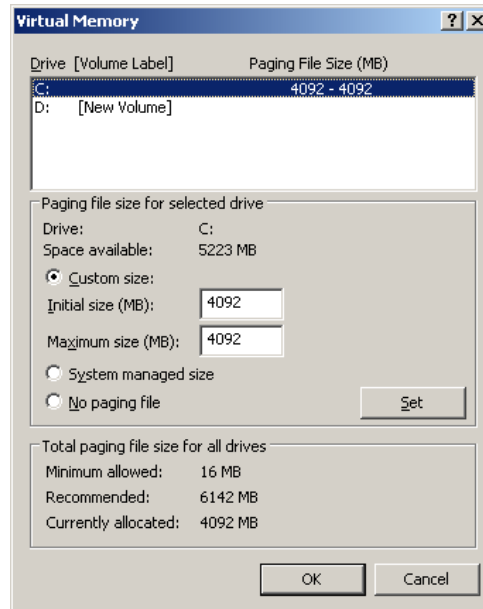 Virtual Memory
Drive [Volume Label] Paging File Size (MB)
C: 4092 - 4092
D: [New Volume]
Paging file size for selected drive
Drive: C:
Space available: 5223 MB
Custom size:
Initial size (MB): 4092
Maximum size (MB): 4092
System managed size
No paging file
Set
Total paging file size for all drives
Minimum allowed: 16 MB
Recommended: 6142 MB
Currently allocated: 4092 MB
OK Cancel